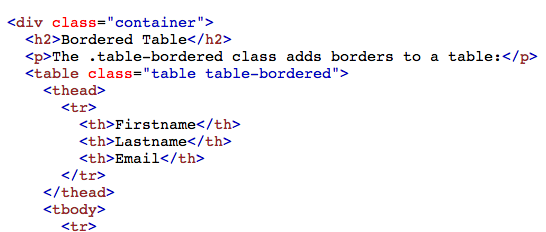 <div class="container">
  <h2>Bordered Table</h2>
  <p>The .table-bordered class adds borders to a table:</p>
  <table class="table table-bordered">
    <thead>
      <tr>
        <th>Firstname</th>
        <th>Lastname</th>
        <th>Email</th>
      </tr>
    </thead>
    <tbody>
      <tr>